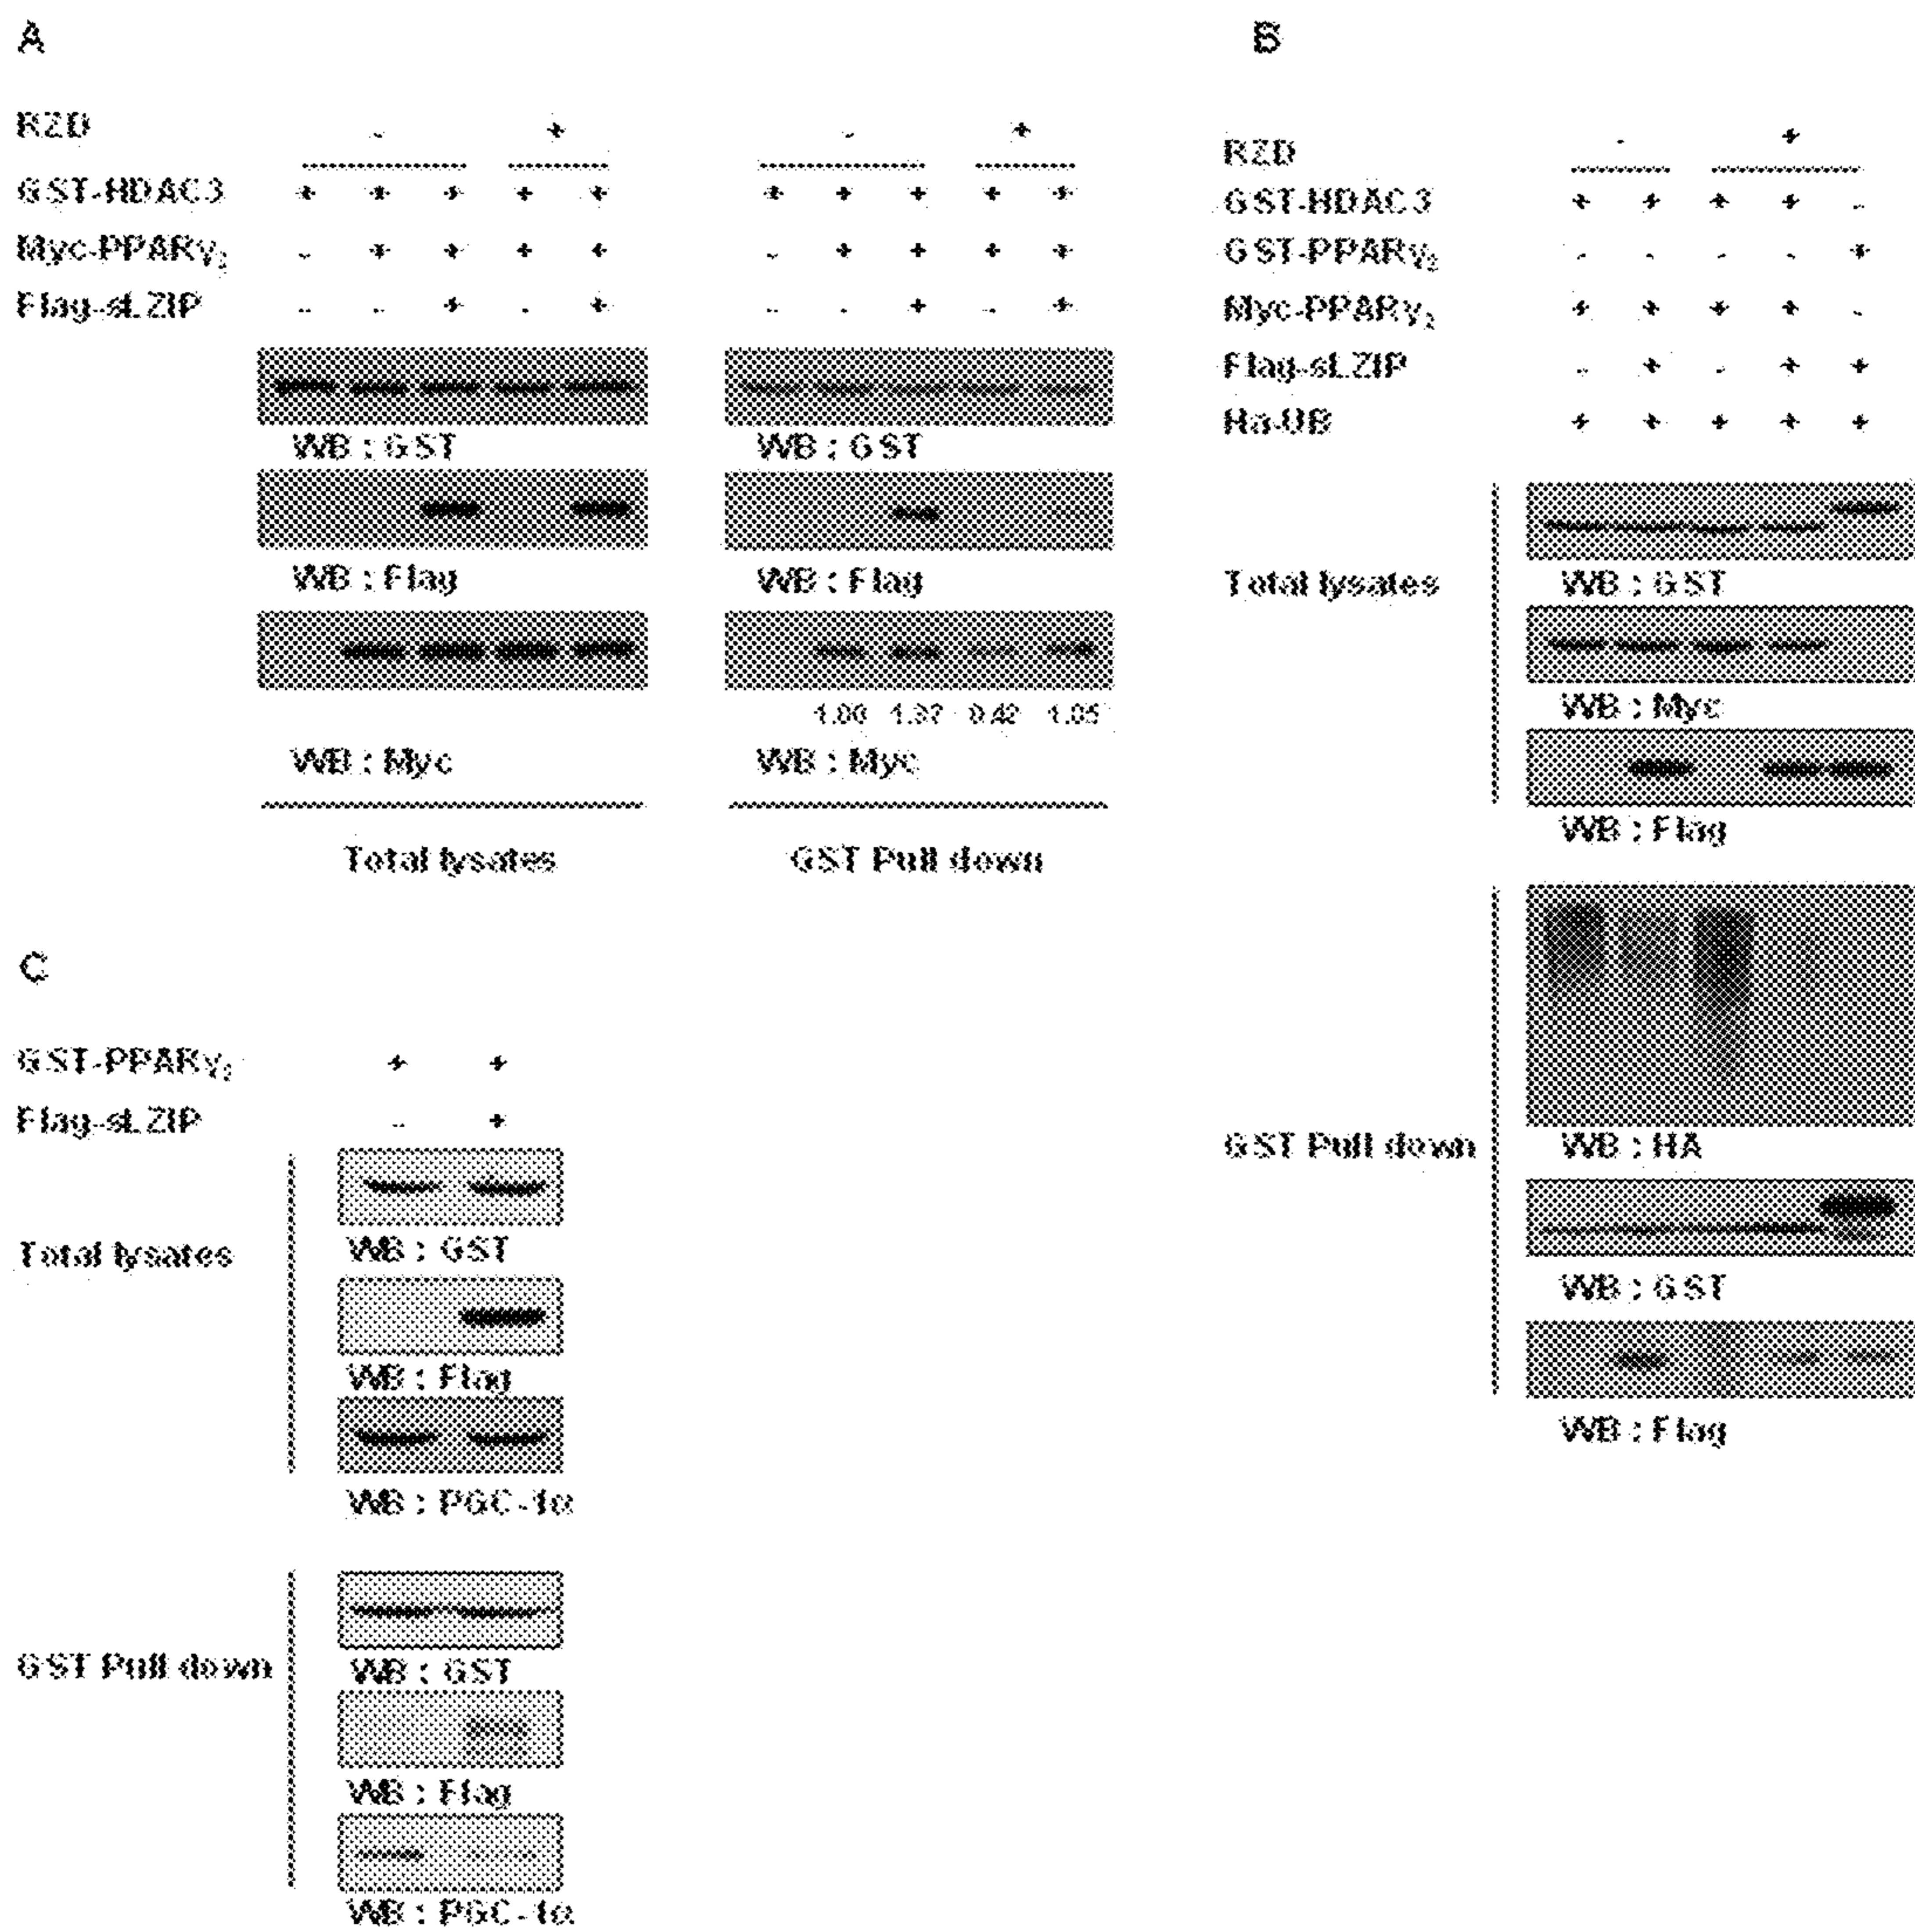 A
RZD - + - +
GST-HDAC3 + + + + + + + + + +
Myc-PPARγ2 - + + + + - + + + +
Flag-sLZIP - - + - + - - + - +
WB : GST WB : GST
WB : Flag WB : Flag
1.00 1.37 0.42 1.05
WB : Myc WB : Myc
Total lysates GST Pull down
B
RZD - +
GST-HDAC3 + + + + -
GST-PPARγ2 - - - - +
Myc-PPARγ2 + + + + -
Flag-sLZIP - + - + +
Ha-UB + + + + +
Total lysates
WB : GST
WB : Myc
WB : Flag
GST Pull down
WB : HA
WB : GST
WB : Flag
C
GST-PPARγ2 + +
Flag-sLZIP - +
Total lysates
WB : GST
WB : Flag
WB : PGC-1α
GST Pull down
WB : GST
WB : Flag
WB : PGC-1α